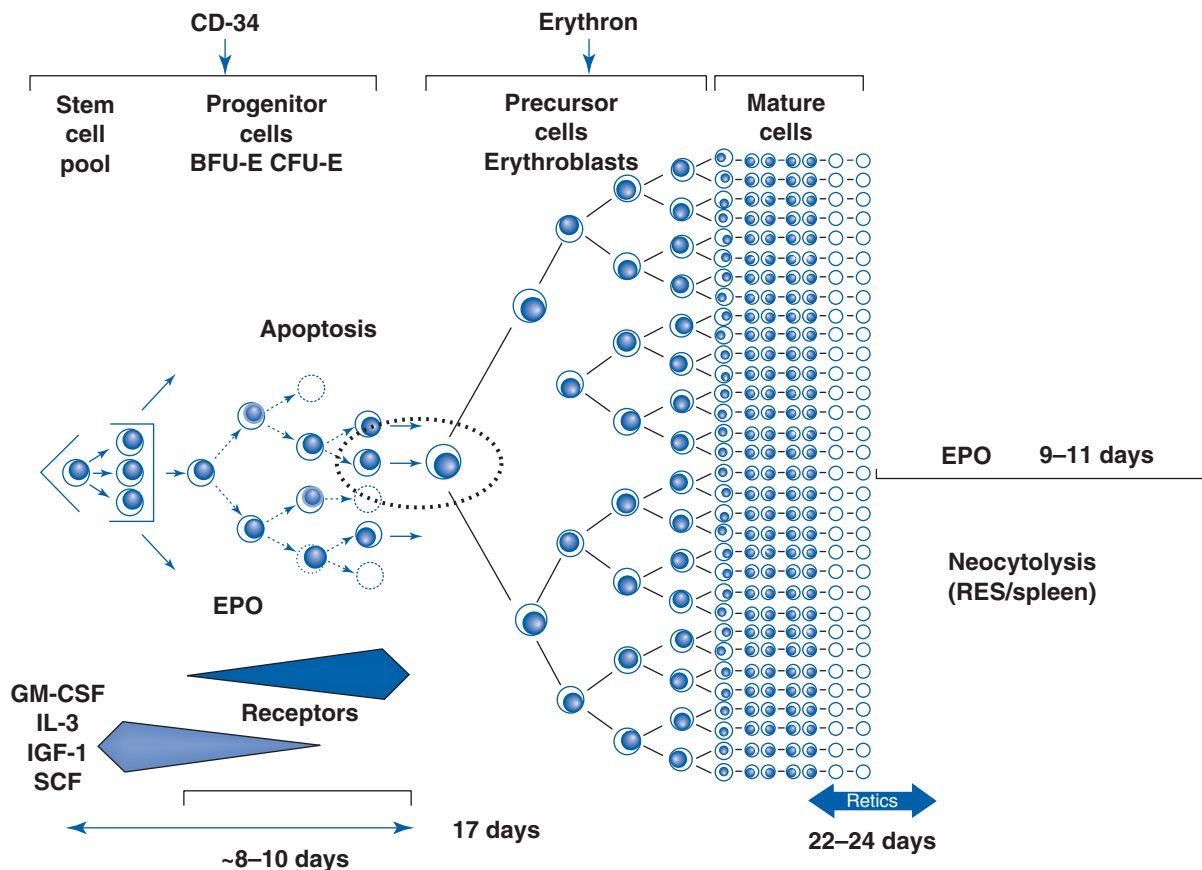 CD-34
Erythron
Stem
cell
pool
Progenitor
cells
BFU-E CFU-E
Precursor
cells
Erythroblasts
Mature
cells
Apoptosis
EPO
EPO 9–11 days
Neocytolysis
(RES/spleen)
GM-CSF
IL-3
IGF-1
SCF
Receptors
Retics
17 days
22–24 days
~8–10 days